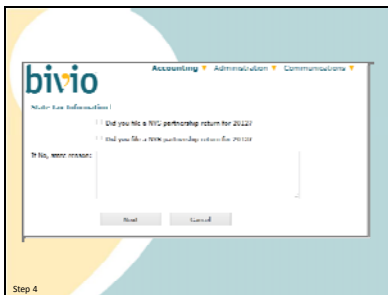 bivio
Accounting Administration Communications
State Tax Information
Did you file a NYC partnership return for 2012?
Did you file a NYS partnership return for 2012?
If No, state reason:
Next Cancel
Step 4